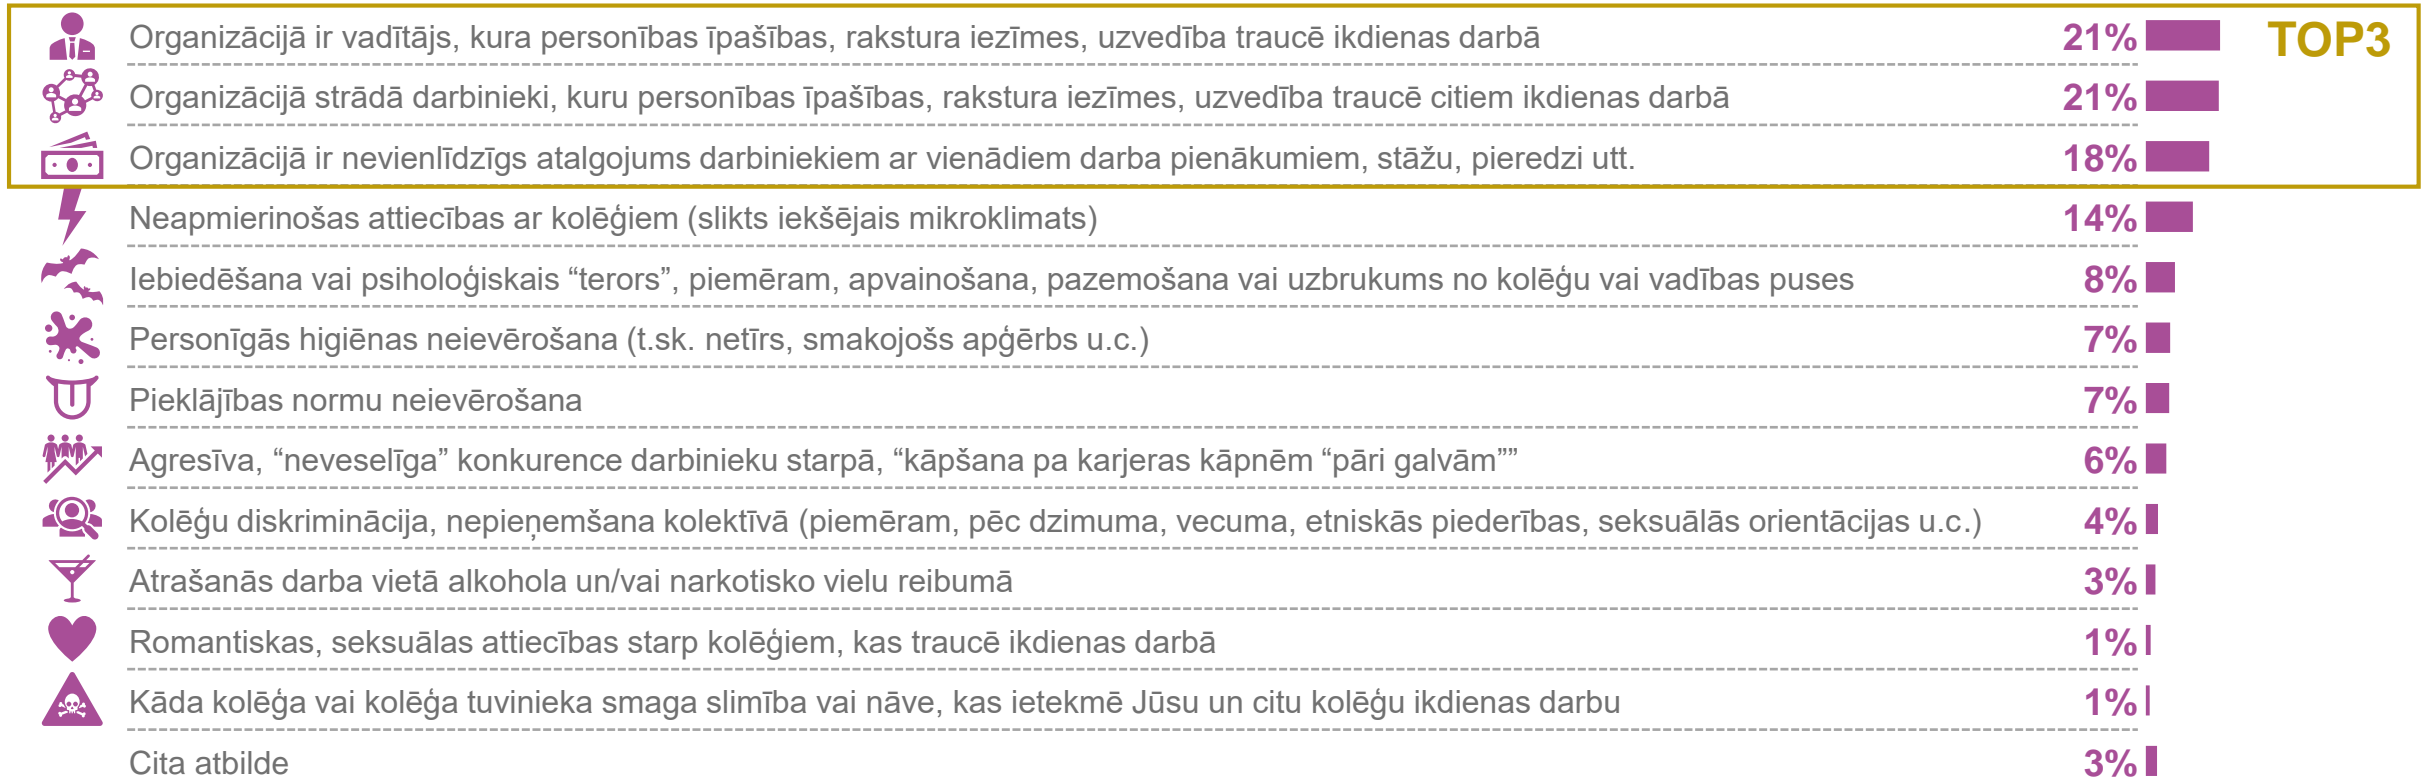 Organizācijā ir vadītājs, kura personības īpašības, rakstura iezīmes, uzvedība traucē ikdienas darbā 21% TOP3
Organizācijā strādā darbinieki, kuru personības īpašības, rakstura iezīmes, uzvedība traucē citiem ikdienas darbā 21%
Organizācijā ir nevienlīdzīgs atalgojums darbiniekiem ar vienādiem darba pienākumiem, stāžu, pieredzi utt. 18%
Neapmierinošas attiecības ar kolēģiem (slikts iekšējais mikroklimats) 14%
Iebiedēšana vai psiholoģiskais “terors”, piemēram, apvainošana, pazemošana vai uzbrukums no kolēģu vai vadības puses 8%
Personīgās higiēnas neievērošana (t.sk. netīrs, smakojošs apģērbs u.c.) 7%
Pieklājības normu neievērošana 7%
Agresīva, “neveselīga” konkurence darbinieku starpā, “kāpšana pa karjeras kāpnēm “pāri galvām”” 6%
Kolēģu diskriminācija, nepieņemšana kolektīvā (piemēram, pēc dzimuma, vecuma, etniskās piederības, seksuālās orientācijas u.c.) 4%
Atrašanās darba vietā alkohola un/vai narkotisko vielu reibumā 3%
Romantiskas, seksuālas attiecības starp kolēģiem, kas traucē ikdienas darbā 1%
Kāda kolēģa vai kolēģa tuvinieka smaga slimība vai nāve, kas ietekmē Jūsu un citu kolēģu ikdienas darbu 1%
Cita atbilde 3%